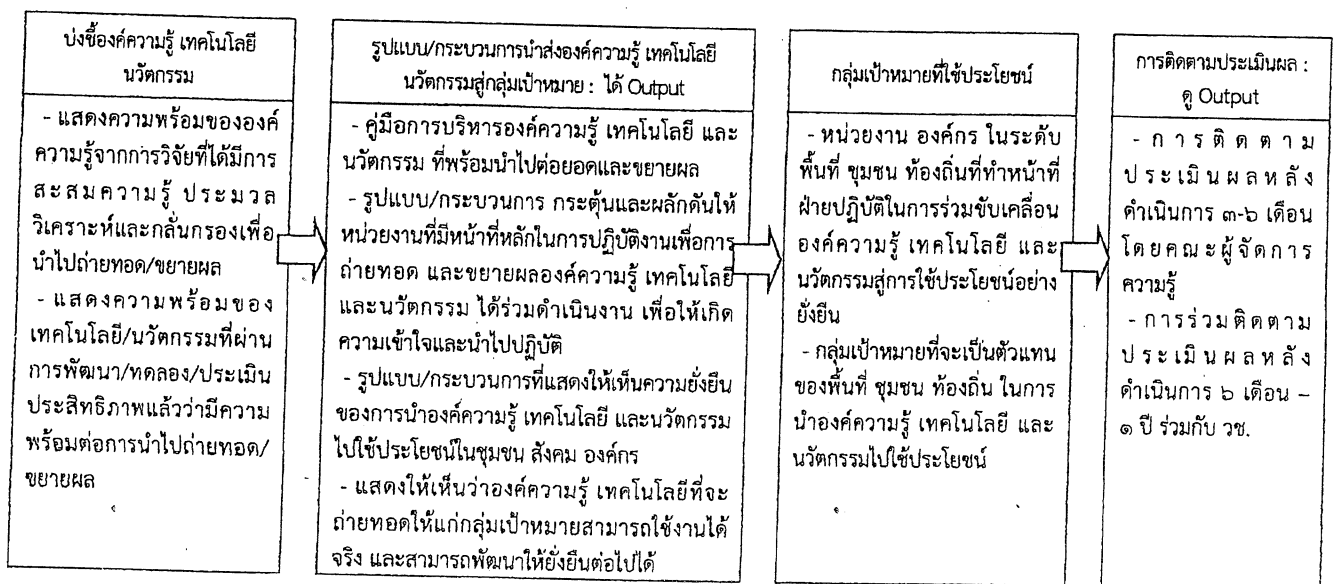 บ่งชี้องค์ความรู้ เทคโนโลยี
นวัตกรรม
- แสดงความพร้อมขององค์
ความรู้จากการวิจัยที่ได้มีการ
สะสมความรู้ ประมวล
วิเคราะห์และกลั่นกรองเพื่อ
นำไปถ่ายทอด/ขยายผล
- แสดงความพร้อมของ
เทคโนโลยี/นวัตกรรมที่ผ่าน
การพัฒนา/ทดลอง/ประเมิน
ประสิทธิภาพแล้วว่ามีความ
พร้อมต่อการนำไปถ่ายทอด/
ขยายผล
รูปแบบ/กระบวนการนำส่งองค์ความรู้ เทคโนโลยี
นวัตกรรมสู่กลุ่มเป้าหมาย : ได้ Output
- คู่มือการบริหารองค์ความรู้ เทคโนโลยี และ
นวัตกรรม ที่พร้อมนำไปต่อยอดและขยายผล
- รูปแบบ/กระบวนการ กระตุ้นและผลักดันให้
หน่วยงานที่มีหน้าที่หลักในการปฏิบัติงานเพื่อการ
ถ่ายทอด และขยายผลองค์ความรู้ เทคโนโลยี
และนวัตกรรม ได้ร่วมดำเนินงาน เพื่อให้เกิด
ความเข้าใจและนำไปปฏิบัติ
- รูปแบบ/กระบวนการที่แสดงให้เห็นความยั่งยืน
ของการนำองค์ความรู้ เทคโนโลยี และนวัตกรรม
ไปใช้ประโยชน์ในชุมชน สังคม องค์กร
- แสดงให้เห็นว่าองค์ความรู้ เทคโนโลยีที่จะ
ถ่ายทอดให้แก่กลุ่มเป้าหมายสามารถใช้งานได้
จริง และสามารถพัฒนาให้ยั่งยืนต่อไปได้
กลุ่มเป้าหมายที่ใช้ประโยชน์
- หน่วยงาน องค์กร ในระดับ
พื้นที่ ชุมชน ท้องถิ่นที่ทำหน้าที่
ฝ่ายปฏิบัติในการร่วมขับเคลื่อน
องค์ความรู้ เทคโนโลยี และ
นวัตกรรมสู่การใช้ประโยชน์อย่าง
ยั่งยืน
- กลุ่มเป้าหมายที่จะเป็นตัวแทน
ของพื้นที่ ชุมชน ท้องถิ่น ในการ
นำองค์ความรู้ เทคโนโลยี และ
นวัตกรรมไปใช้ประโยชน์
การติดตามประเมินผล :
ดู Output
- การติดตาม
ประเมินผลหลัง
ดำเนินการ ๓-๖ เดือน
โดยคณะผู้จัดการ
ความรู้
- การร่วมติดตาม
ประเมินผลหลัง
ดำเนินการ ๖ เดือน –
๑ ปี ร่วมกับ วช.